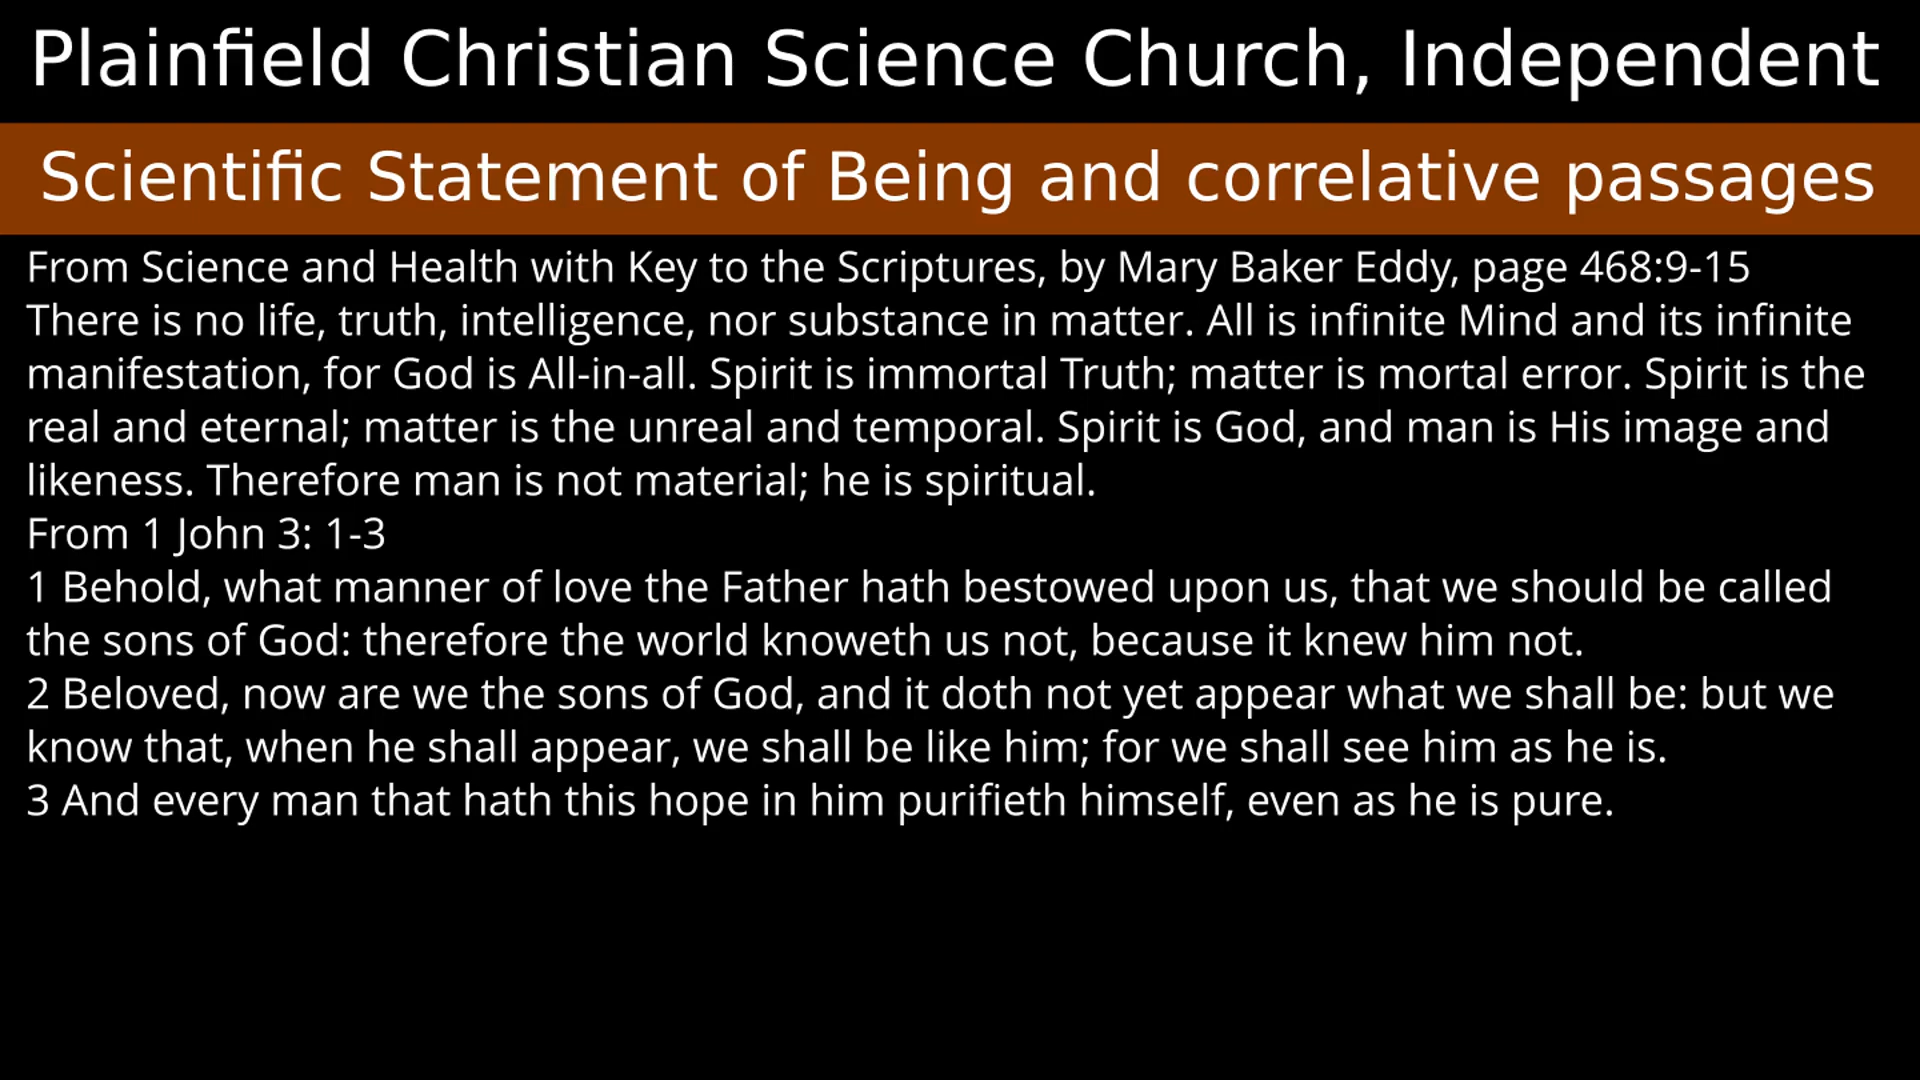 Plainfield Christian Science Church, Independent
Scientific Statement of Being and correlative passages
From Science and Health with Key to the Scriptures, by Mary Baker Eddy, page 468:9-15
There is no life, truth, intelligence, nor substance in matter. All is infinite Mind and its infinite
manifestation, for God is All-in-all. Spirit is immortal Truth; matter is mortal error. Spirit is the
real and eternal; matter is the unreal and temporal. Spirit is God, and man is His image and
likeness. Therefore man is not material; he is spiritual.
From 1 John 3: 1-3
1 Behold, what manner of love the Father hath bestowed upon us, that we should be called
the sons of God: therefore the world knoweth us not, because it knew him not.
2 Beloved, now are we the sons of God, and it doth not yet appear what we shall be: but we
know that, when he shall appear, we shall be like him; for we shall see him as he is.
3 And every man that hath this hope in him purifieth himself, even as he is pure.